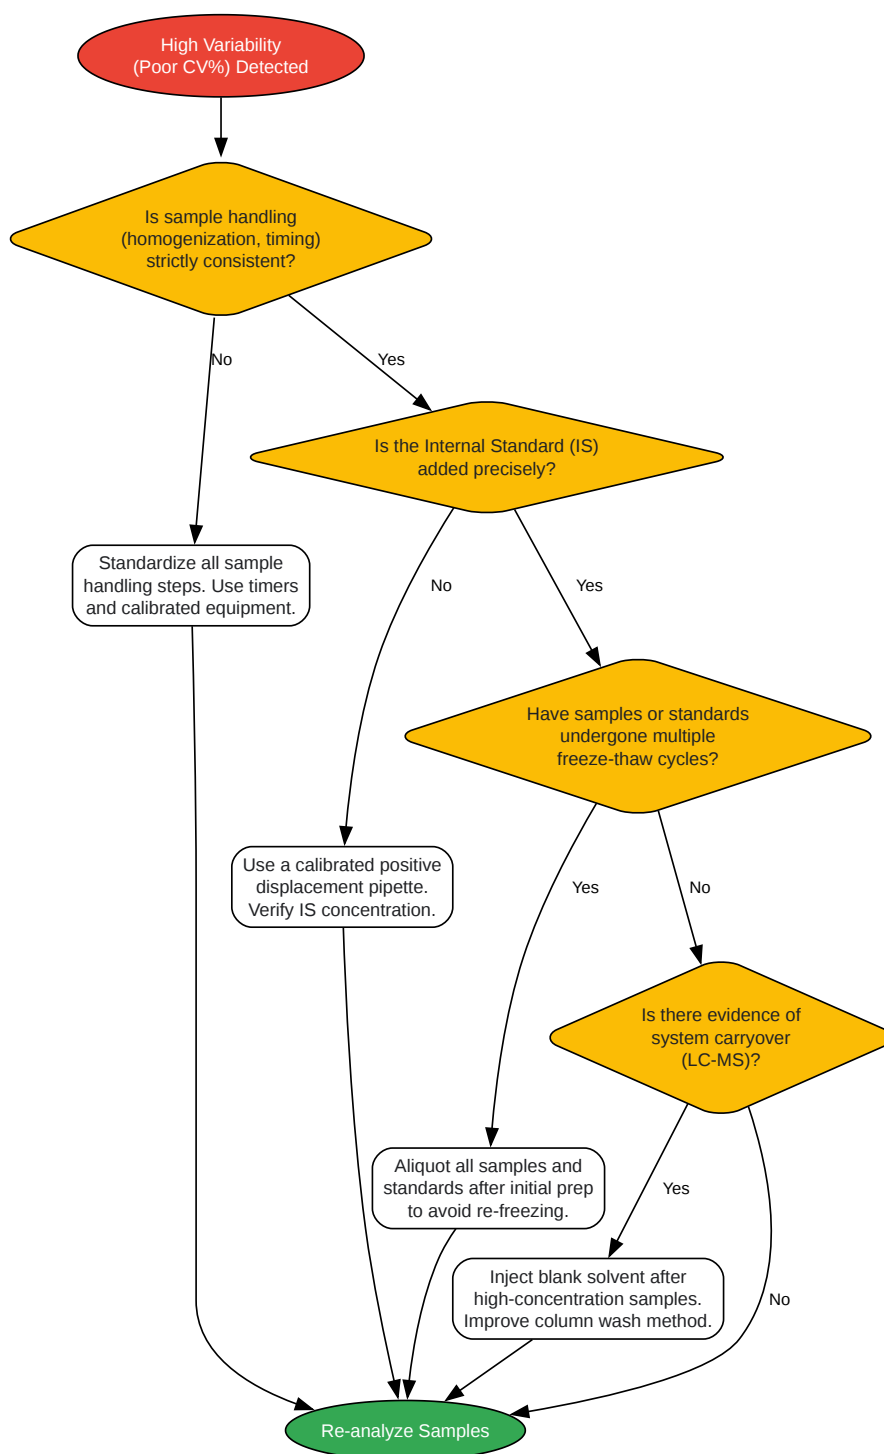 High Variability
(Poor CV%) Detected
Is sample handling
(homogenization, timing)
strictly consistent?
No
Yes
Is the Internal Standard (IS)
added precisely?
Standardize all sample
handling steps. Use timers
and calibrated equipment.
No
Yes
Have samples or standards
undergone multiple
freeze-thaw cycles?
Use a calibrated positive
displacement pipette.
Verify IS concentration.
Yes
No
Is there evidence of
system carryover
(LC-MS)?
Aliquot all samples and
standards after initial prep
to avoid re-freezing.
Yes
Inject blank solvent after
high-concentration samples.
Improve column wash method.
No
Re-analyze Samples